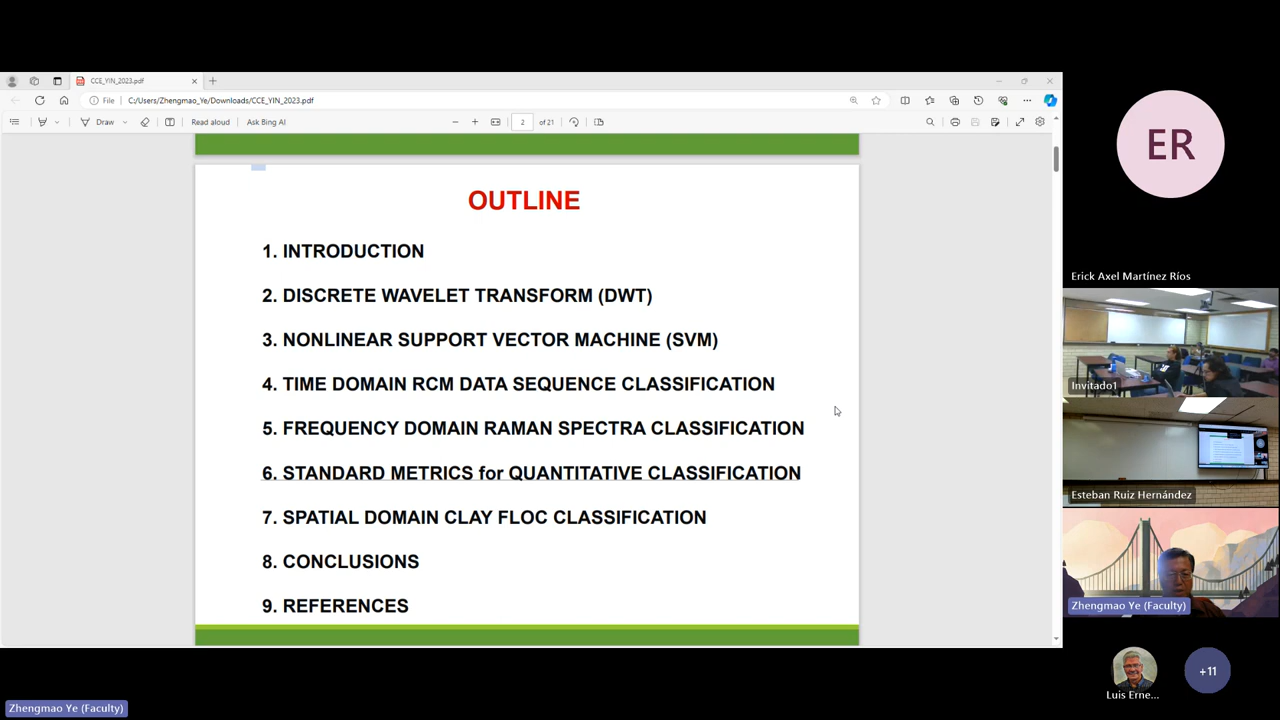 CCE_YIN_2023.pdf
File
C:/Users/Zhengmao_Ye/Downloads/CCE_YIN_2023.pdf
Draw
Read aloud
Ask Bing AI
2
of 21
OUTLINE
1. INTRODUCTION
2. DISCRETE WAVELET TRANSFORM (DWT)
3. NONLINEAR SUPPORT VECTOR MACHINE (SVM)
4. TIME DOMAIN RCM DATA SEQUENCE CLASSIFICATION
5. FREQUENCY DOMAIN RAMAN SPECTRA CLASSIFICATION
6. STANDARD METRICS for QUANTITATIVE CLASSIFICATION
7. SPATIAL DOMAIN CLAY FLOC CLASSIFICATION
8. CONCLUSIONS
9. REFERENCES
ER
Erick Axel Martínez Ríos
Invitado1
Esteban Ruiz Hernández
Zhengmao Ye (Faculty)
Luis Erne...
+11
Zhengmao Ye (Faculty)